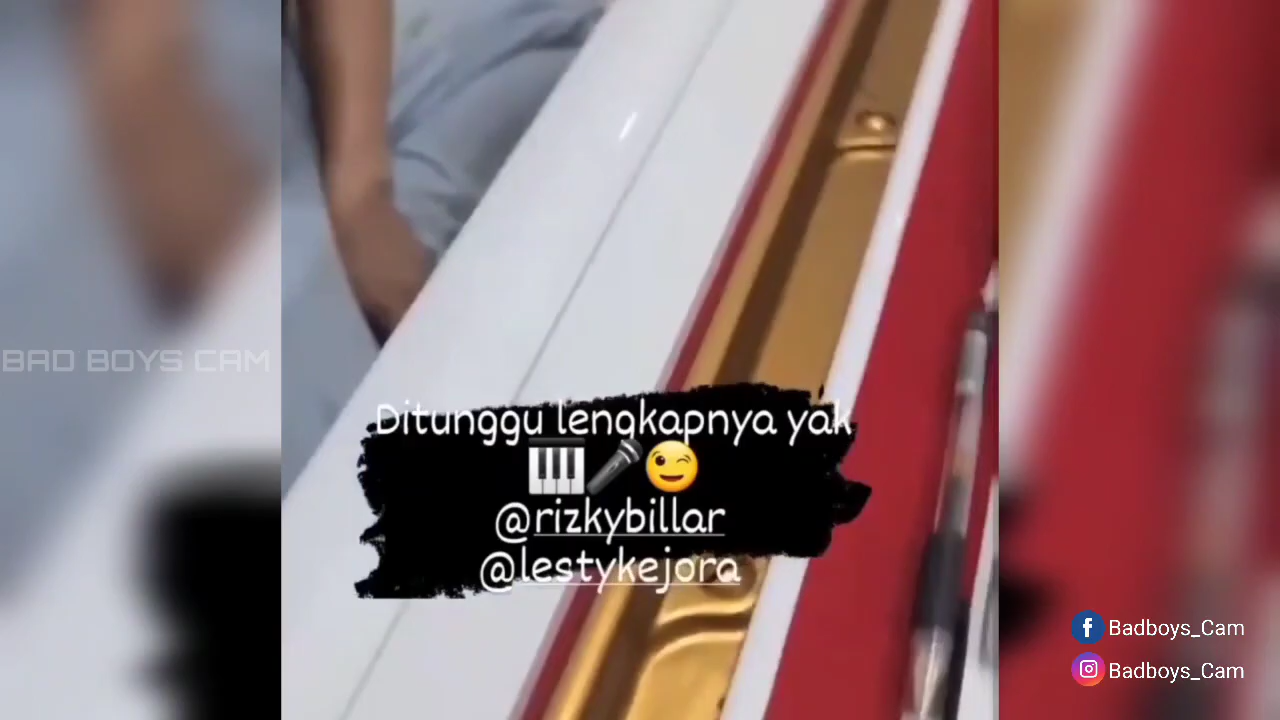 BAD BOYS CAM
Ditunggu lengkapnya yak
🎹🎤😉
@rizkybillar
@lestykejora
Badboys_Cam
Badboys_Cam